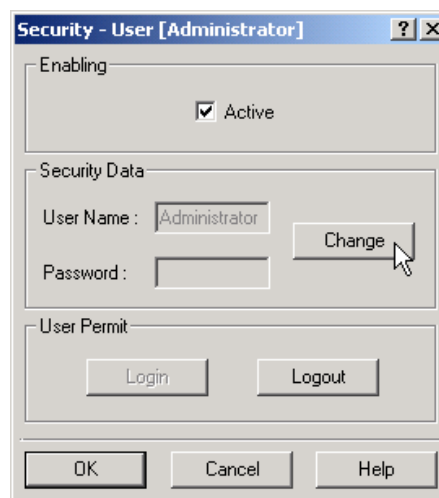 Security - User [Administrator]
Enabling
Active
Security Data
User Name :
Administrator
Change
Password :
User Permit
Login
Logout
OK
Cancel
Help